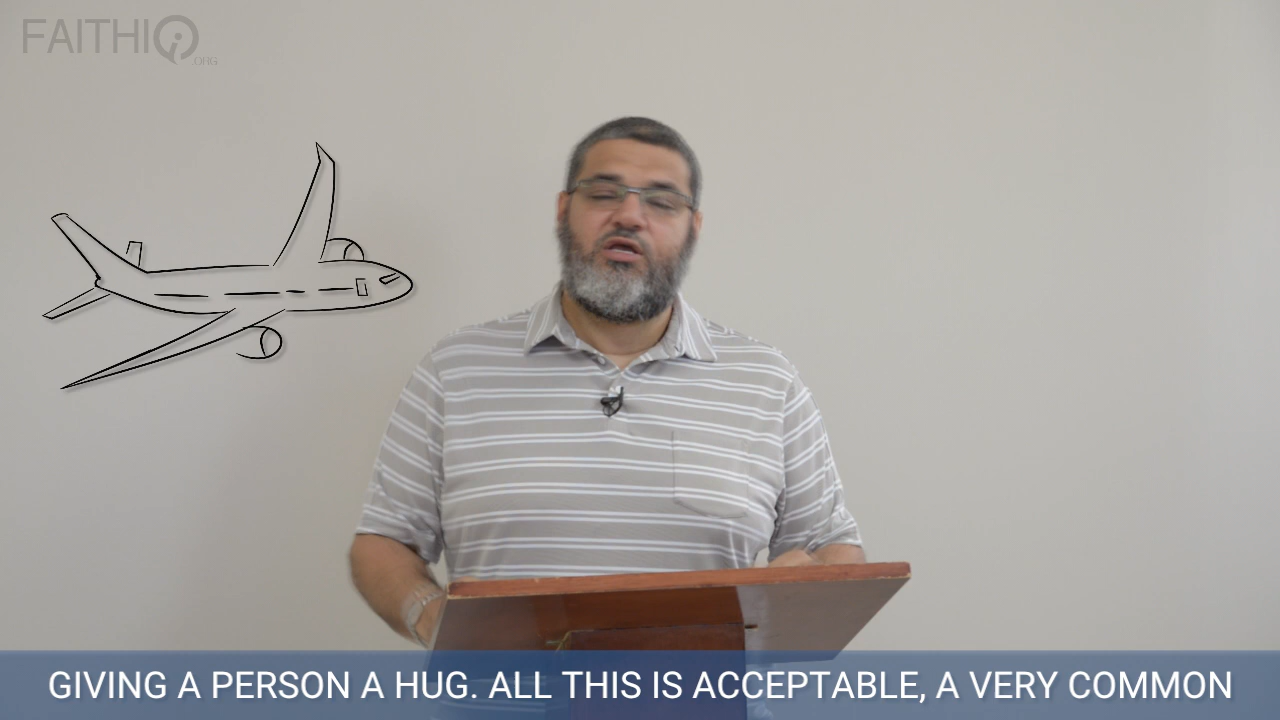 FAITHIQ
.ORG
GIVING A PERSON A HUG. ALL THIS IS ACCEPTABLE, A VERY COMMON